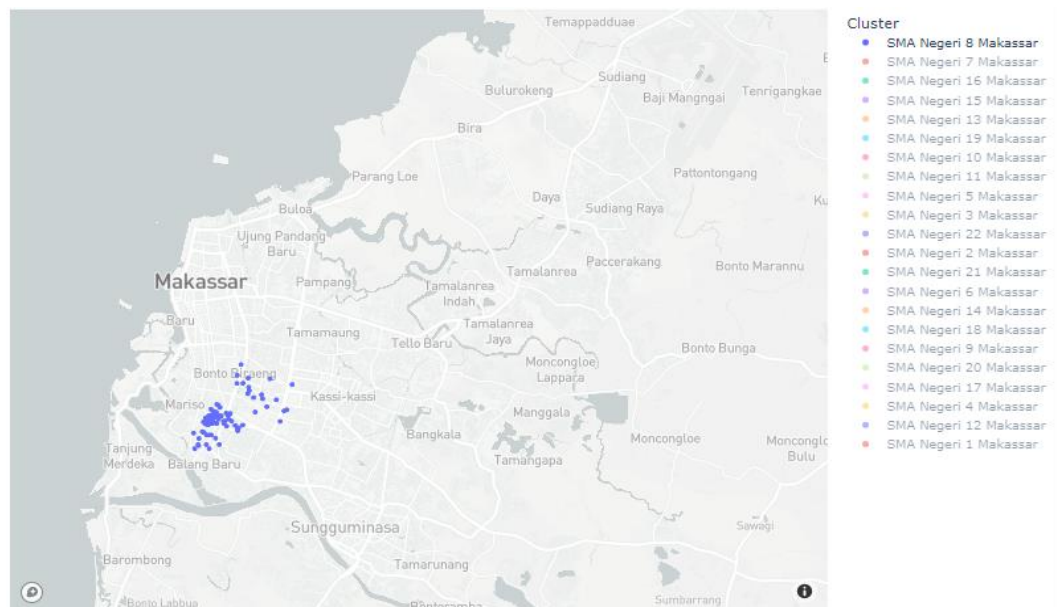 Temappadduae
Sudiang
Bulurokeng
Baji Mangngai
Tenrigangkae
Bira
Parang Loe
Pattontongang
Daya
Ku
Buloa
Sudiang Raya
Ujung Pandang
Baru
Paccerakang
Bonto Marannu
Tamalanrea
Makassar
Pampang
Tamalanrea
Indah
Baru
Tamalanrea
Jaya
Tamamaung
Tello Baru
Bonto Bunga
Moncongloe
Lappara
Bonto Biraeng
Kassi-kassi
Mariso
Manggala
Bangkala
Moncongloe
Monconglo
Bulu
Tanjung
Merdeka
Balang Baru
Tamangapa
Sungguminasa
Sawagi
Barombong
Tamarunang
Bonto Labbua
Bontoramba
Sumbarrang
Cluster
SMA Negeri 8 Makassar
SMA Negeri 7 Makassar
SMA Negeri 16 Makassar
SMA Negeri 15 Makassar
SMA Negeri 13 Makassar
SMA Negeri 19 Makassar
SMA Negeri 10 Makassar
SMA Negeri 11 Makassar
SMA Negeri 5 Makassar
SMA Negeri 3 Makassar
SMA Negeri 22 Makassar
SMA Negeri 2 Makassar
SMA Negeri 21 Makassar
SMA Negeri 6 Makassar
SMA Negeri 14 Makassar
SMA Negeri 18 Makassar
SMA Negeri 9 Makassar
SMA Negeri 20 Makassar
SMA Negeri 17 Makassar
SMA Negeri 4 Makassar
SMA Negeri 12 Makassar
SMA Negeri 1 Makassar